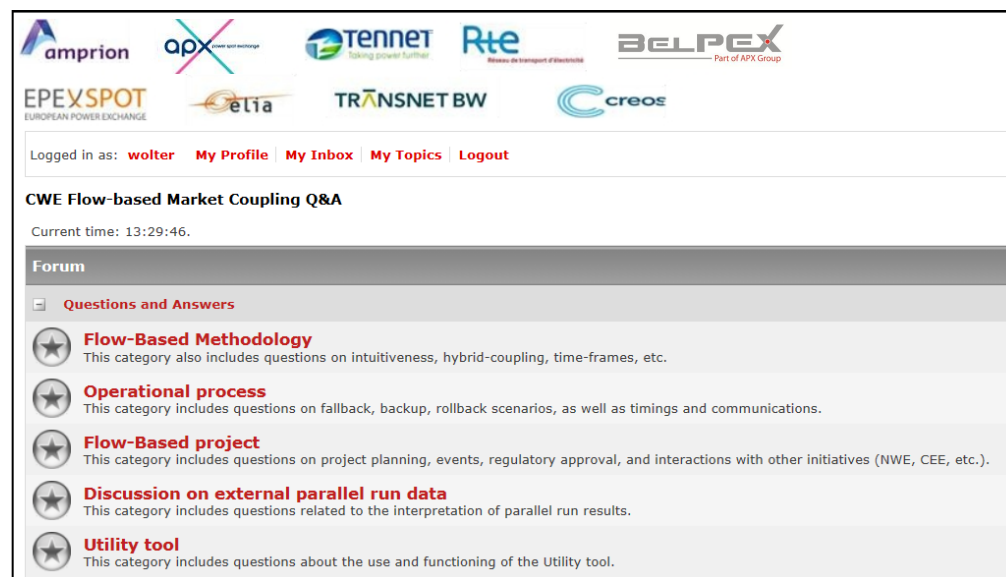 amprion
apx power spot exchange
Tennet
Taking power further
Rte
Réseau de transport d'électricité
BELPEX
Part of APX Group
EPEXSPOT
EUROPEAN POWER EXCHANGE
elia
TRANSNET BW
creos
Logged in as: wolter My Profile My Inbox My Topics Logout
CWE Flow-based Market Coupling Q&A
Current time: 13:29:46.
Forum
Questions and Answers
Flow-Based Methodology
This category also includes questions on intuitiveness, hybrid-coupling, time-frames, etc.
Operational process
This category includes questions on fallback, backup, rollback scenarios, as well as timings and communications.
Flow-Based project
This category includes questions on project planning, events, regulatory approval, and interactions with other initiatives (NWE, CEE, etc.).
Discussion on external parallel run data
This category includes questions related to the interpretation of parallel run results.
Utility tool
This category includes questions about the use and functioning of the Utility tool.